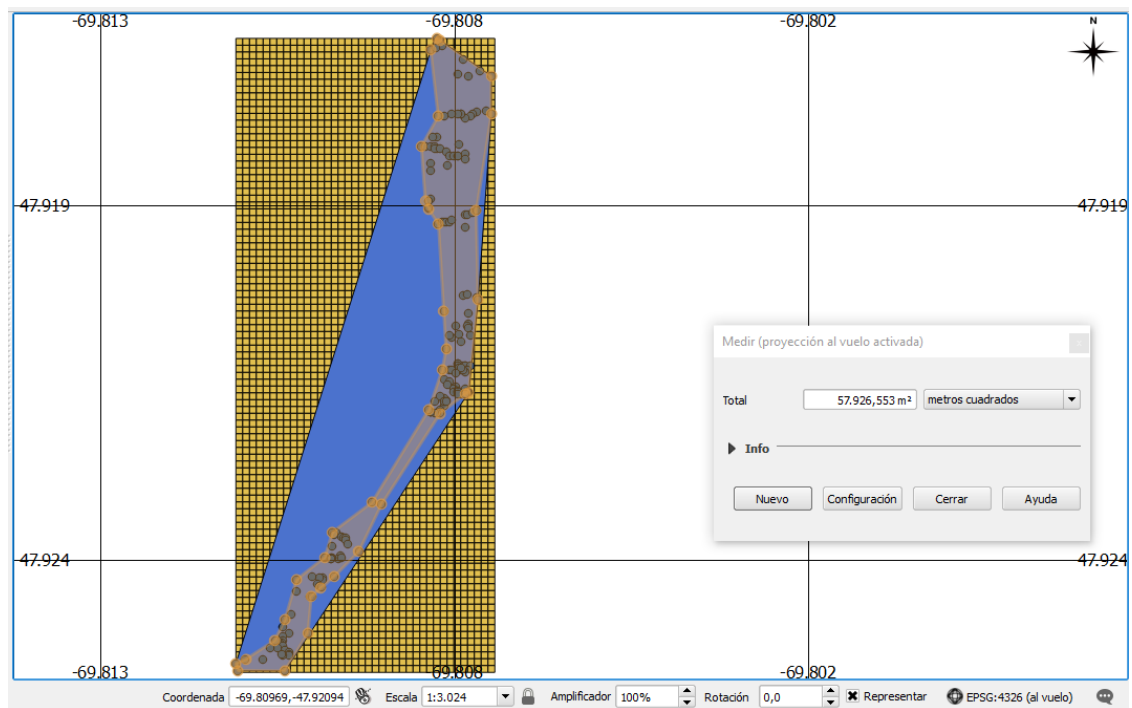 -69.813 -69.808 -69.802
N
47.919 47.919
Medir (proyección al vuelo activada)
Total 57.926,553 m² metros cuadrados
Info
Nuevo Configuración Cerrar Ayuda
47.924 47.924
-69.813 69.808 -69.802
Coordenada -69.80969,-47.92094 Escala 1:3.024 Amplificador 100% Rotación 0,0 Representar EPSG:4326 (al vuelo)